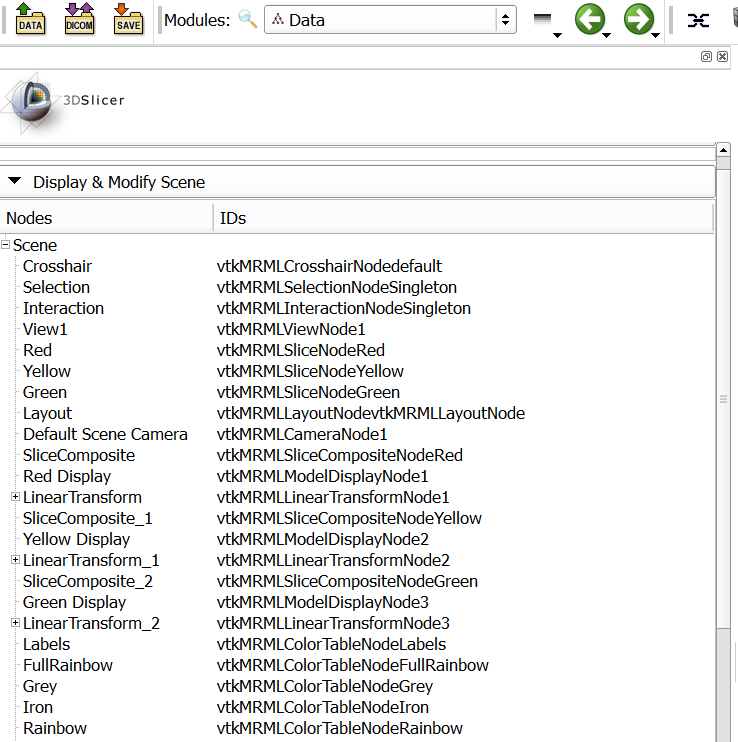 DATA DICOM SAVE Modules: Data
3DSlicer
Display & Modify Scene
Nodes IDs
Scene
Crosshair vtkMRMLCrosshairNodedefault
Selection vtkMRMLSelectionNodeSingleton
Interaction vtkMRMLInteractionNodeSingleton
View1 vtkMRMLViewNode1
Red vtkMRMLSliceNodeRed
Yellow vtkMRMLSliceNodeYellow
Green vtkMRMLSliceNodeGreen
Layout vtkMRMLLayoutNodevtkMRMLLayoutNode
Default Scene Camera vtkMRMLCameraNode1
SliceComposite vtkMRMLSliceCompositeNodeRed
Red Display vtkMRMLModelDisplayNode1
LinearTransform vtkMRMLLinearTransformNode1
SliceComposite_1 vtkMRMLSliceCompositeNodeYellow
Yellow Display vtkMRMLModelDisplayNode2
LinearTransform_1 vtkMRMLLinearTransformNode2
SliceComposite_2 vtkMRMLSliceCompositeNodeGreen
Green Display vtkMRMLModelDisplayNode3
LinearTransform_2 vtkMRMLLinearTransformNode3
Labels vtkMRMLColorTableNodeLabels
FullRainbow vtkMRMLColorTableNodeFullRainbow
Grey vtkMRMLColorTableNodeGrey
Iron vtkMRMLColorTableNodeIron
Rainbow vtkMRMLColorTableNodeRainbow